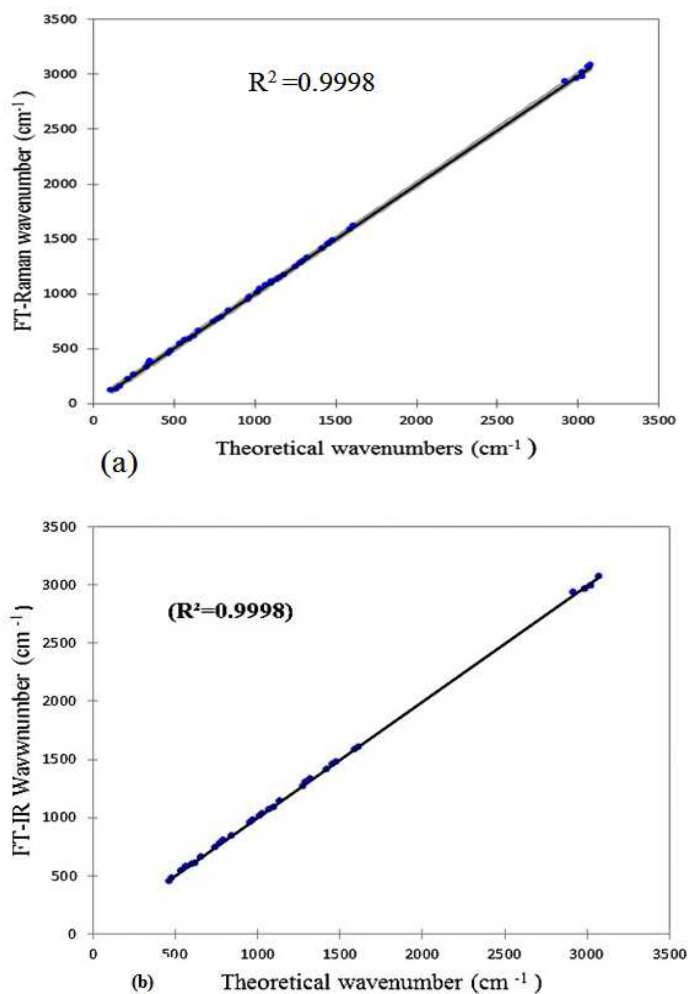 3500
3000
2500
2000
1500
1000
500
0
FT-Raman wavenumber (cm-1)
R2 =0.9998
0 500 1000 1500 2000 2500 3000 3500
Theoretical wavenumbers (cm-1 )
(a)
3500
3000
2500
2000
1500
1000
500
0
FT-IR Wavwnumber (cm -1)
(R²=0.9998)
0 500 1000 1500 2000 2500 3000 3500
(b) Theoretical wavenumber (cm -1 )